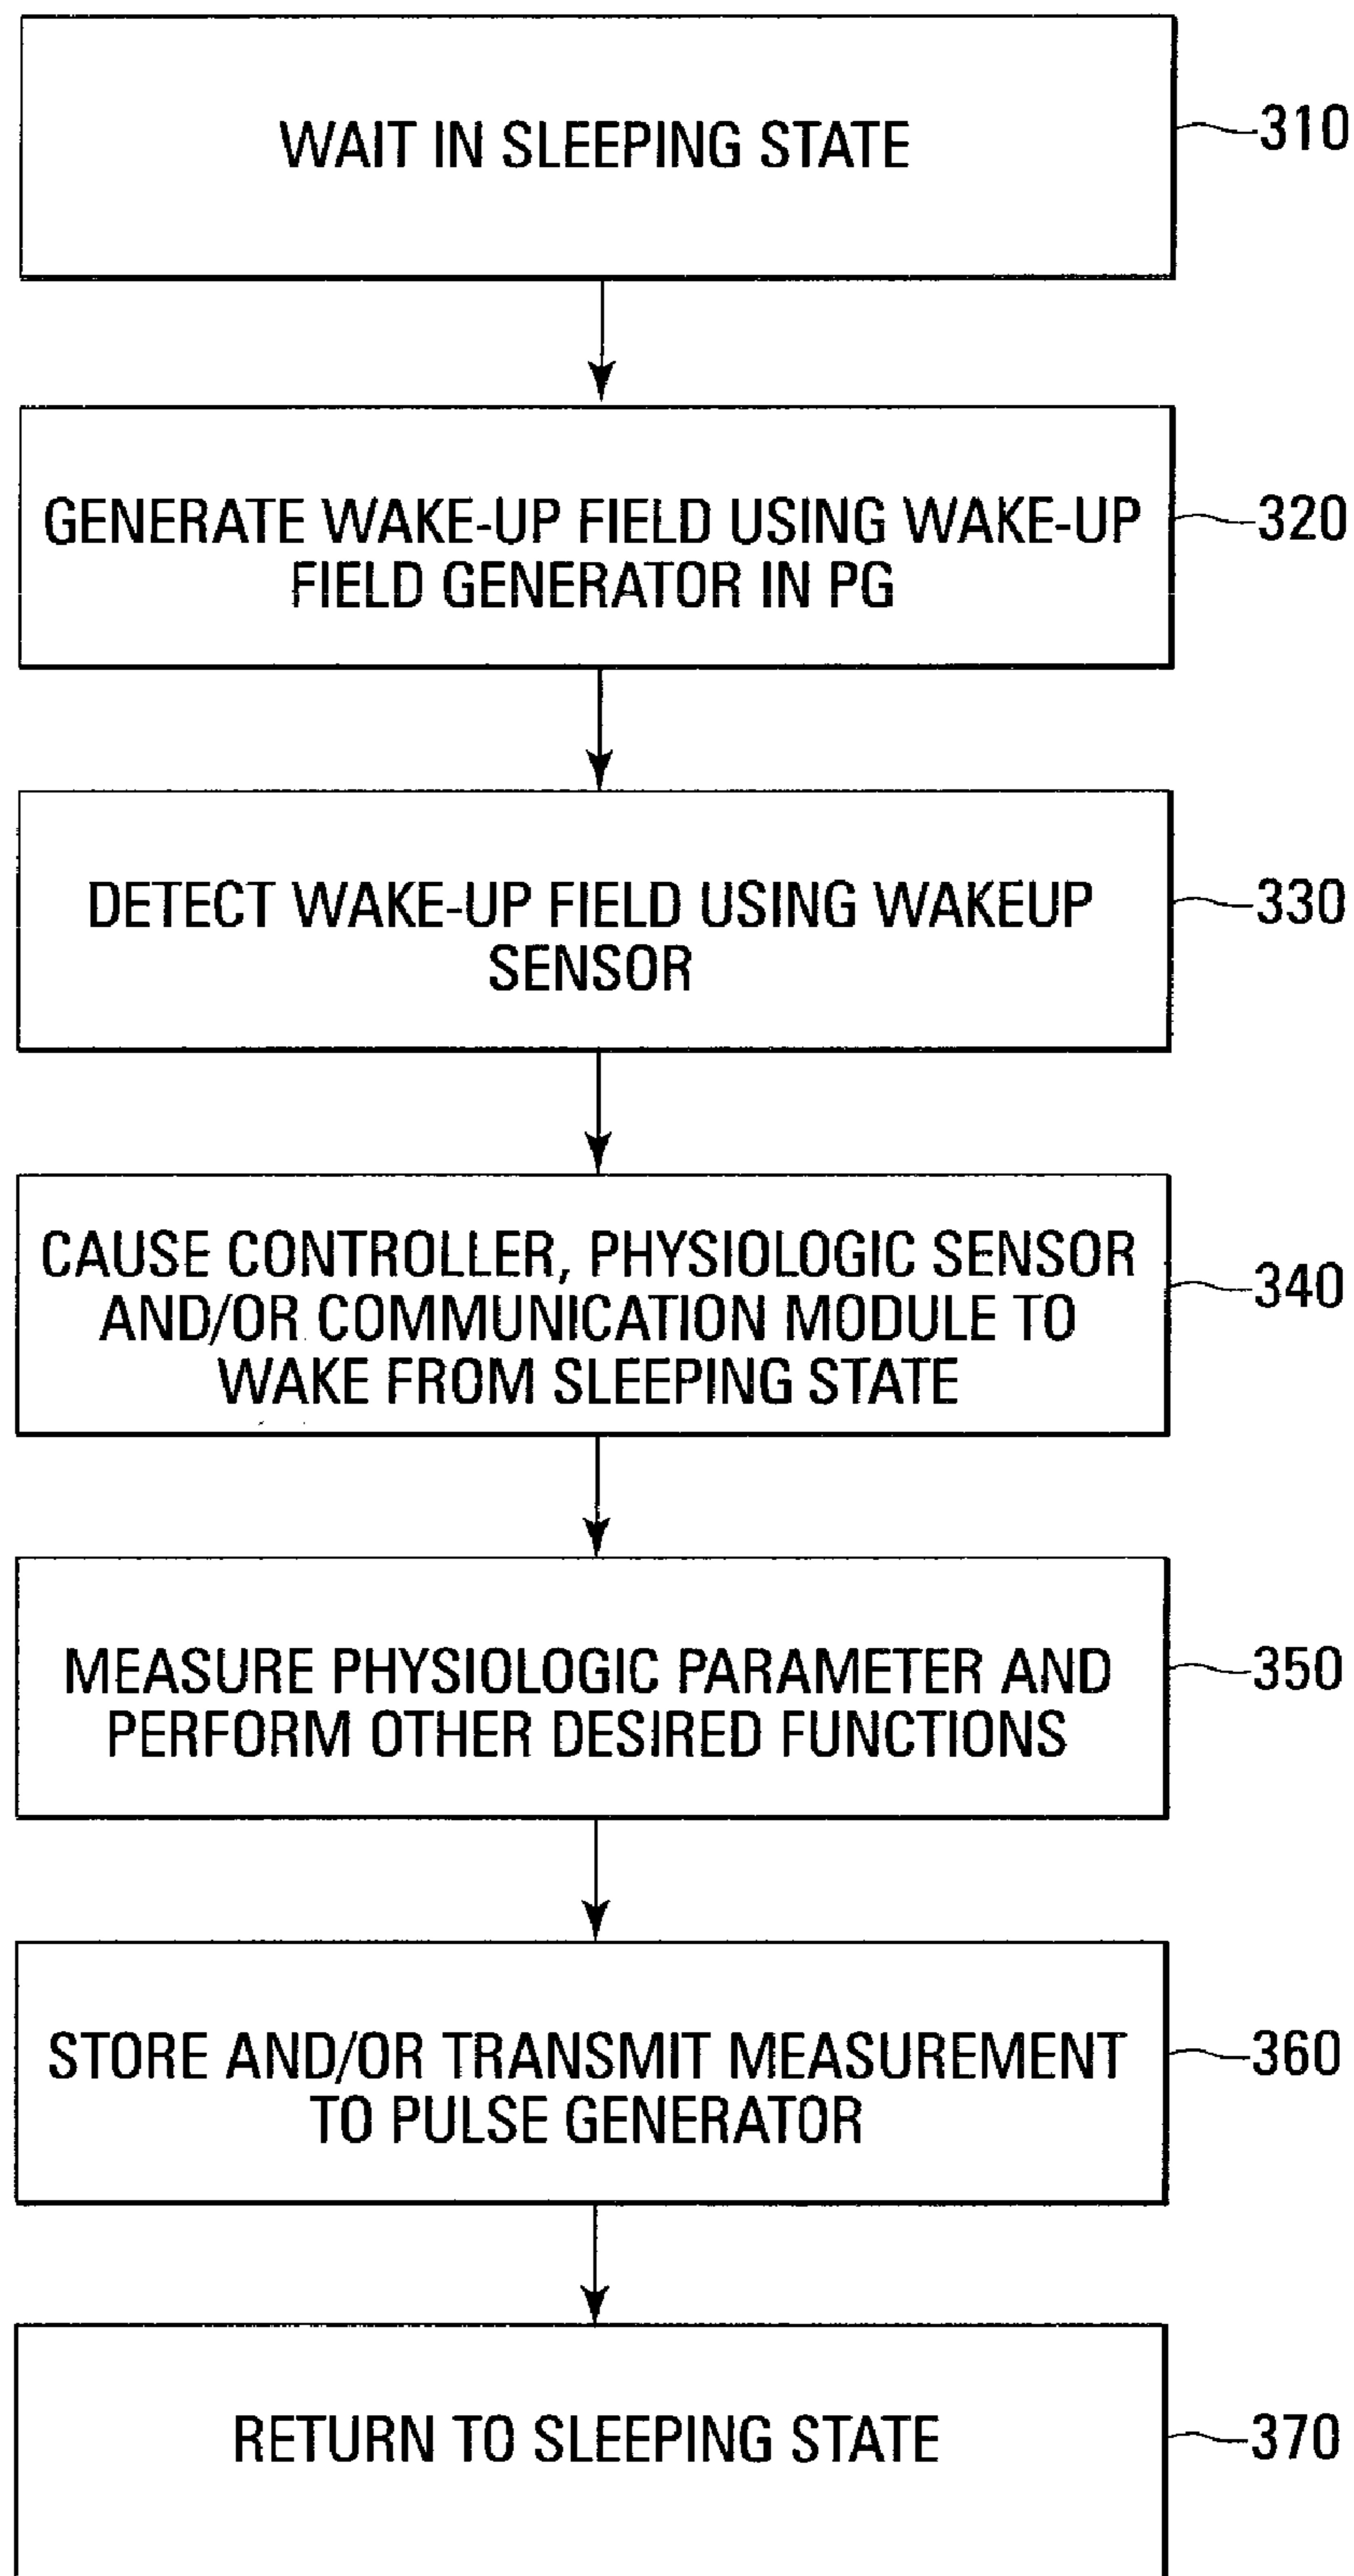 WAIT IN SLEEPING STATE
310
GENERATE WAKE-UP FIELD USING WAKE-UP
FIELD GENERATOR IN PG
320
DETECT WAKE-UP FIELD USING WAKEUP
SENSOR
330
CAUSE CONTROLLER, PHYSIOLOGIC SENSOR
AND/OR COMMUNICATION MODULE TO
WAKE FROM SLEEPING STATE
340
MEASURE PHYSIOLOGIC PARAMETER AND
PERFORM OTHER DESIRED FUNCTIONS
350
STORE AND/OR TRANSMIT MEASUREMENT
TO PULSE GENERATOR
360
RETURN TO SLEEPING STATE
370